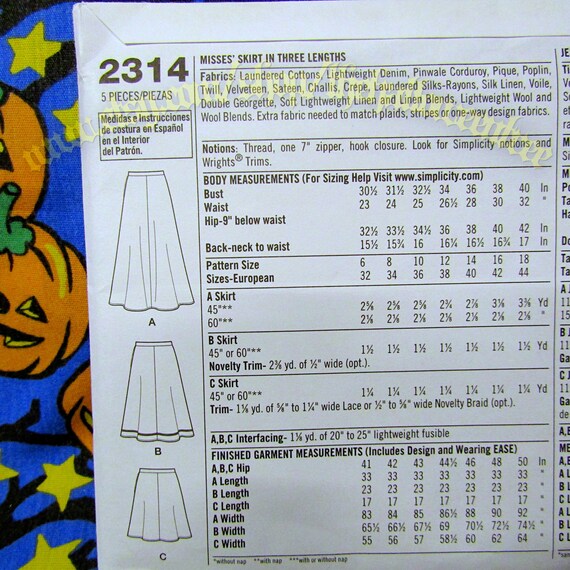 2314
5 PIECES/PIEZAS
Medidas e Instrucciones
de costura en Español
en el Interior
del Patrón.
A
B
C
MISSES' SKIRT IN THREE LENGTHS
Fabrics: Laundered Cottons, Lightweight Denim, Pinwale Corduroy, Pique, Poplin,
Twill, Velveteen, Sateen, Challis, Crepe, Laundered Silks-Rayons, Silk Linen, Voile,
Double Georgette, Soft Lightweight Linen and Linen Blends, Lightweight Wool and
Wool Blends. Extra fabric needed to match plaids, stripes or one-way design fabrics.
Notions: Thread, one 7" zipper, hook closure. Look for Simplicity notions and
Wrights® Trims.
BODY MEASUREMENTS (For Sizing Help Visit www.simplicity.com)
Bust 30½ 31½ 32½ 34 36 38 40 In
Waist 23 24 25 26½ 28 30 32 "
Hip-9" below waist
32½ 33½ 34½ 36 38 40 42 "
Back-neck to waist 15½ 15¾ 16 16¼ 16½ 16¾ 17 In
Pattern Size 6 8 10 12 14 16 18
Sizes-European 32 34 36 38 40 42 44
A Skirt
45"** 2⅝ 2⅝ 2⅝ 2¾ 2⅞ 3⅛ 3⅜ Yd
60"** 2⅛ 2⅛ 2⅛ 2⅛ 2⅛ 2⅛ 2⅛ "
B Skirt
45" or 60"** 1½ 1½ 1½ 1½ 1½ 1½ 1½ Yd
Novelty Trim- 2⅝ yd. of ½" wide (opt.).
C Skirt
45" or 60"** 1¼ 1¼ 1¼ 1¼ 1¼ 1¼ 1¼ Yd
Trim- 1⅝ yd. of ¾" to 1¼" wide Lace or ½" to ⅝" wide Novelty Braid (opt.).
A,B,C Interfacing- 1⅛ yd. of 20" to 25" lightweight fusible
FINISHED GARMENT MEASUREMENTS (Includes Design and Wearing EASE)
A,B,C Hip 41 42 43 44½ 46 48 50 In
A Length 33 33 33 33 33 33 33 "
B Length 23 23 23 23 23 23 23 "
C Length 17 17 17 17 17 17 17 "
A Width 83 84 85 86½ 88 90 92 "
B Width 65½ 66½ 67½ 69 70½ 72½ 74½ "
C Width 55 56 57 58½ 60 62 64 "
*without nap **with nap ***with or without nap